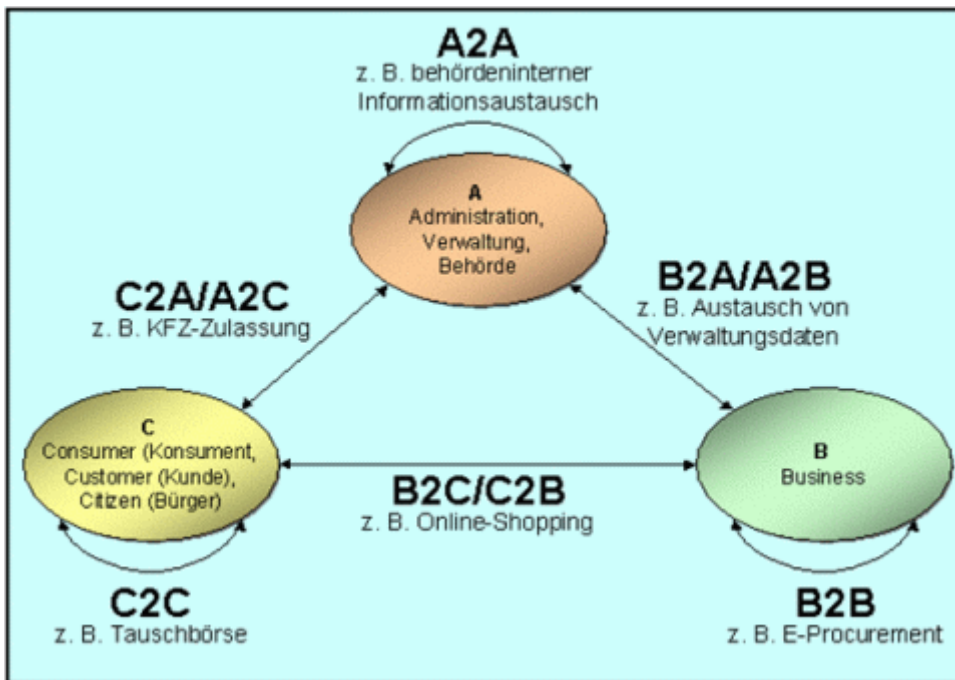 A2A
z. B. behördeninterner
Informationsaustausch
A
Administration,
Verwaltung,
Behörde
C2A/A2C
z. B. KFZ-Zulassung
B2A/A2B
z. B. Austausch von
Verwaltungsdaten
C
Consumer (Konsument,
Customer (Kunde),
Citizen (Bürger)
B
Business
B2C/C2B
z. B. Online-Shopping
C2C
z. B. Tauschbörse
B2B
z. B. E-Procurement